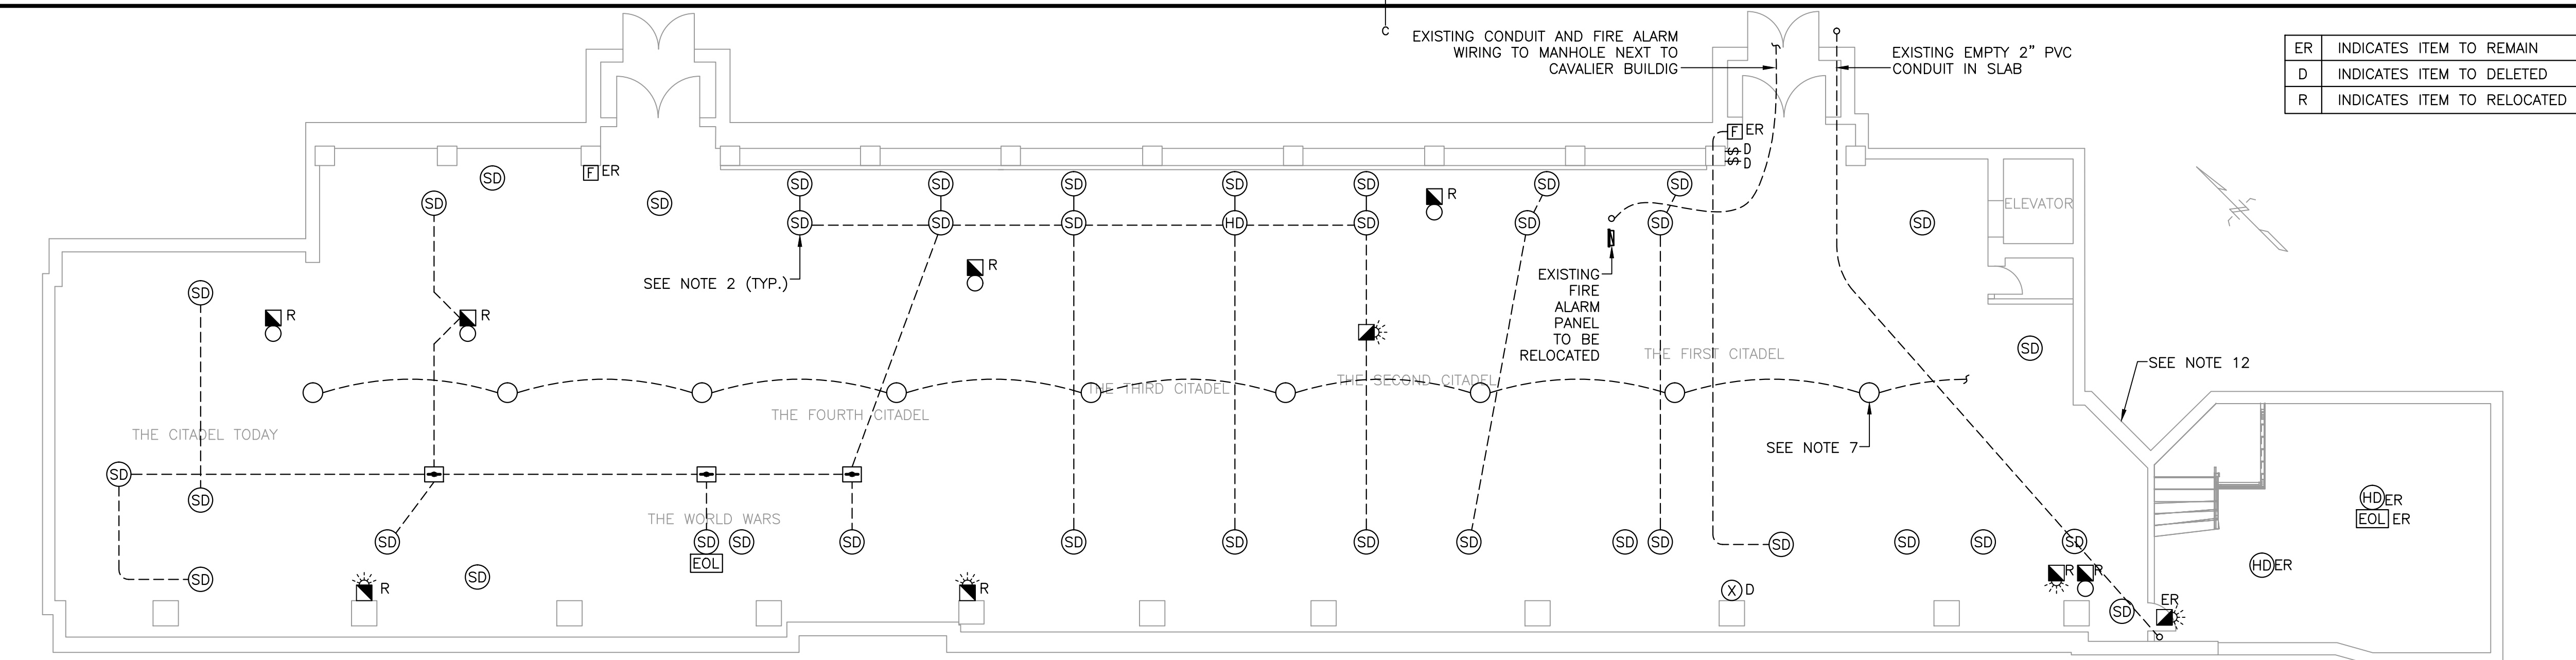 C
EXISTING CONDUIT AND FIRE ALARM
WIRING TO MANHOLE NEXT TO
CAVALIER BUILDIG
EXISTING EMPTY 2" PVC
CONDUIT IN SLAB
ER INDICATES ITEM TO REMAIN
D INDICATES ITEM TO DELETED
R INDICATES ITEM TO RELOCATED
F ER
$ D
$ D
SD
F ER
SD
SD
SD SD SD SD SD SD SD
R
ELEVATOR
SD SD SD HD SD SD SD SD
SEE NOTE 2 (TYP.)
R
EXISTING
FIRE
ALARM
PANEL
TO BE
RELOCATED
SD
R
R
THE FIRST CITADEL
SD
SEE NOTE 12
THE THIRD CITADEL
THE SECOND CITADEL
THE FOURTH CITADEL
THE CITADEL TODAY
SEE NOTE 7
SD
SD
THE WORLD WARS
HD ER
EOL ER
SD SD SD SD SD SD SD SD SD SD SD SD SD SD
EOL
HD ER
SD
SD
R
R
X D
R R
SD
ER